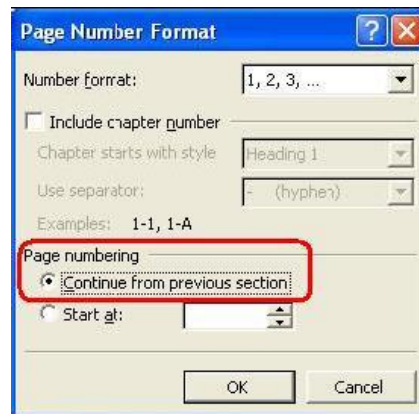 Page Number Format
Number format: 1, 2, 3, ...
Include chapter number
Chapter starts with style Heading 1
Use separator: - (hyphen)
Examples: 1-1, 1-A
Page numbering
Continue from previous section
Start at:
OK Cancel